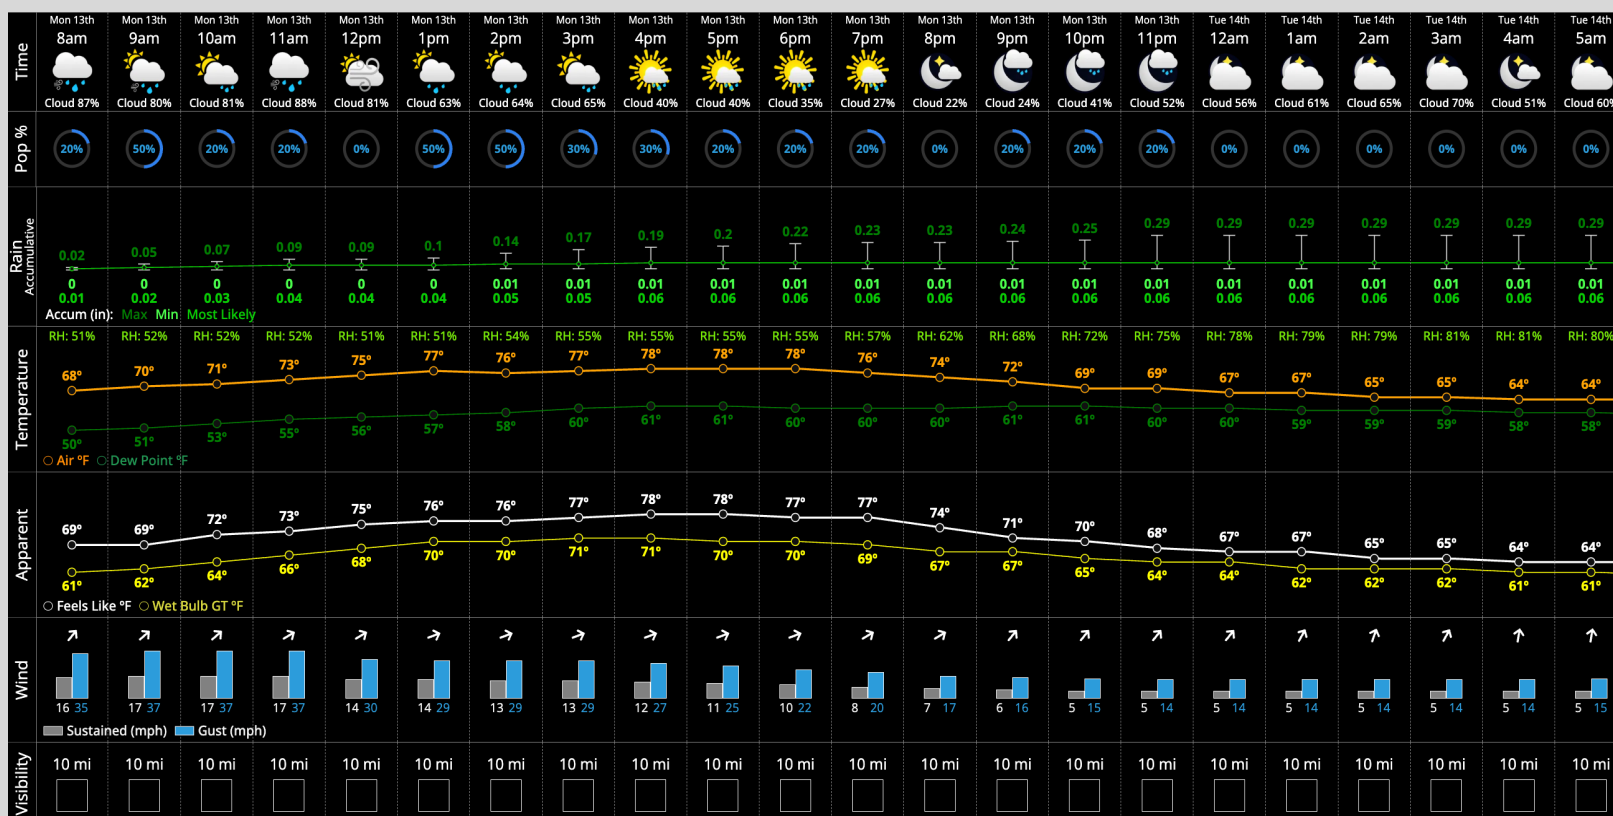 Mon 13th Mon 13th Mon 13th Mon 13th Mon 13th Mon 13th Mon 13th Mon 13th Mon 13th Mon 13th Mon 13th Mon 13th Mon 13th Mon 13th Mon 13th Mon 13th Tue 14th Tue 14th Tue 14th Tue 14th Tue 14th Tue 14th
8am 9am 10am 11am 12pm 1pm 2pm 3pm 4pm 5pm 6pm 7pm 8pm 9pm 10pm 11pm 12am 1am 2am 3am 4am 5am
Time
Cloud 87% Cloud 80% Cloud 81% Cloud 88% Cloud 81% Cloud 63% Cloud 64% Cloud 65% Cloud 40% Cloud 40% Cloud 35% Cloud 27% Cloud 22% Cloud 24% Cloud 41% Cloud 52% Cloud 56% Cloud 61% Cloud 65% Cloud 70% Cloud 51% Cloud 60%
Pop %
20% 50% 20% 20% 0% 50% 50% 30% 30% 20% 20% 20% 0% 20% 20% 20% 0% 0% 0% 0% 0% 0%
Rain
Accumulative
0.02 0.05 0.07 0.09 0.09 0.1 0.14 0.17 0.19 0.2 0.22 0.23 0.23 0.24 0.25 0.29 0.29 0.29 0.29 0.29 0.29 0.29
0 0 0 0 0 0 0.01 0.01 0.01 0.01 0.01 0.01 0.01 0.01 0.01 0.01 0.01 0.01 0.01 0.01 0.01 0.01
0.01 0.02 0.03 0.04 0.04 0.04 0.05 0.05 0.06 0.06 0.06 0.06 0.06 0.06 0.06 0.06 0.06 0.06 0.06 0.06 0.06 0.06
Accum (in): Max Min Most Likely
Temperature
RH: 51% RH: 52% RH: 52% RH: 52% RH: 51% RH: 51% RH: 54% RH: 55% RH: 55% RH: 55% RH: 55% RH: 57% RH: 62% RH: 68% RH: 72% RH: 75% RH: 78% RH: 79% RH: 79% RH: 81% RH: 81% RH: 80%
68° 70° 71° 73° 75° 77° 76° 77° 78° 78° 78° 76° 74° 72° 69° 69° 67° 67° 65° 65° 64° 64°
50° 51° 53° 55° 56° 57° 58° 60° 61° 61° 60° 60° 60° 61° 61° 60° 60° 59° 59° 59° 58° 58°
Air °F Dew Point °F
Apparent
69° 69° 72° 73° 75° 76° 76° 77° 78° 78° 77° 77° 74° 71° 70° 68° 67° 67° 65° 65° 64° 64°
61° 62° 64° 66° 68° 70° 70° 71° 71° 70° 70° 69° 67° 67° 65° 64° 64° 62° 62° 62° 61° 61°
Feels Like °F Wet Bulb GT °F
Wind
16 35 17 37 17 37 17 37 14 30 14 29 13 29 13 29 12 27 11 25 10 22 8 20 7 17 6 16 5 15 5 14 5 14 5 14 5 14 5 14 5 14 5 15
Sustained (mph) Gust (mph)
Visibility
10 mi 10 mi 10 mi 10 mi 10 mi 10 mi 10 mi 10 mi 10 mi 10 mi 10 mi 10 mi 10 mi 10 mi 10 mi 10 mi 10 mi 10 mi 10 mi 10 mi 10 mi 10 mi